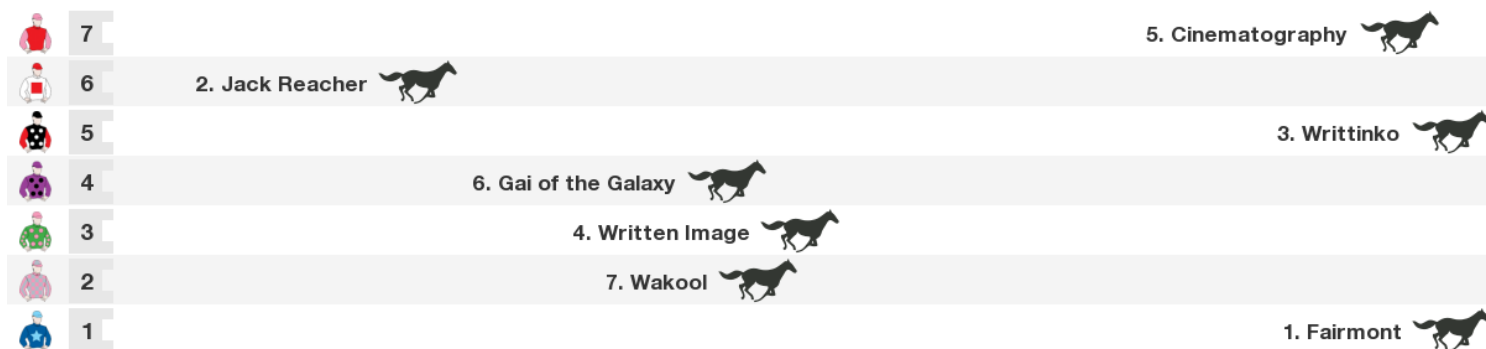 7 5. Cinematography
6 2. Jack Reacher
5 3. Writtinko
4 6. Gai of the Galaxy
3 4. Written Image
2 7. Wakool
1 1. Fairmont